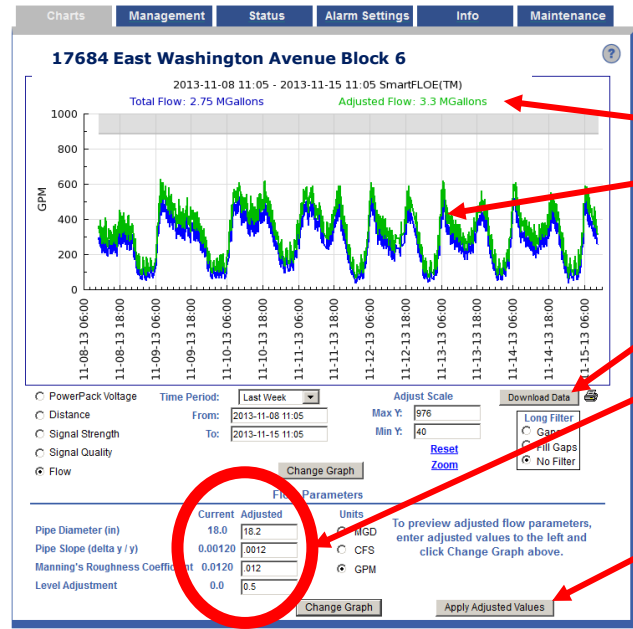 Charts Management Status Alarm Settings Info Maintenance
17684 East Washington Avenue Block 6
?
2013-11-08 11:05 - 2013-11-15 11:05 SmartFLOE(TM)
Total Flow: 2.75 MGallons Adjusted Flow: 3.3 MGallons
1000
800
600
400
200
0
GPM
11-08-13 06:00
11-08-13 18:00
11-09-13 06:00
11-09-13 18:00
11-10-13 06:00
11-10-13 18:00
11-11-13 06:00
11-11-13 18:00
11-12-13 06:00
11-12-13 18:00
11-13-13 06:00
11-13-13 18:00
11-14-13 06:00
11-14-13 18:00
11-15-13 06:00
PowerPack Voltage Time Period: Last Week Adjust Scale Download Data
Distance From: 2013-11-08 11:05 Max Y: 976 Long Filter
Signal Strength To: 2013-11-15 11:05 Min Y: 40 Gaps
Signal Quality Reset Fill Gaps
Flow Change Graph Zoom No Filter
Parameters
Current Adjusted Units
Pipe Diameter (in) 18.0 18.2 MGD
Pipe Slope (delta y / y) 0.00120 .0012 CFS
Manning's Roughness Coefficient 0.0120 .012 GPM
Level Adjustment 0.0 0.5
To preview adjusted flow parameters,
enter adjusted values to the left and
click Change Graph above.
Change Graph Apply Adjusted Values